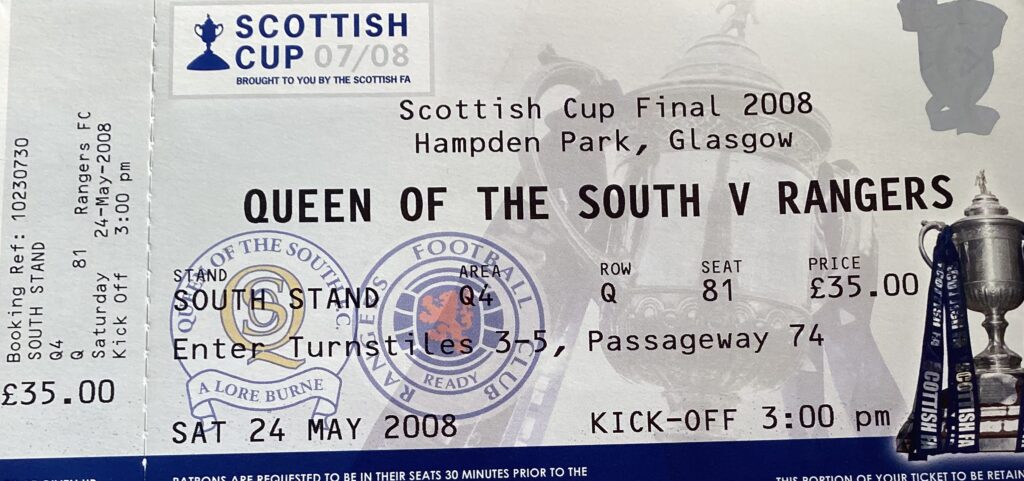 Booking Ref: 10230730
SOUTH STAND
Q4
Q 81 Rangers FC
Saturday 24-May-2008
Kick Off 3:00 pm
£35.00
SCOTTISH
CUP 07/08
BROUGHT TO YOU BY THE SCOTTISH FA
Scottish Cup Final 2008
Hampden Park, Glasgow
QUEEN OF THE SOUTH V RANGERS
QUEEN OF THE SOUTH F.C.
QS
A LORE BURNE
RANGERS FOOTBALL CLUB
READY
STAND AREA ROW SEAT PRICE
SOUTH STAND Q4 Q 81 £35.00
Enter Turnstiles 3-5, Passageway 74
SAT 24 MAY 2008 KICK-OFF 3:00 pm
SCOTTISH FA
SCOTTISH FA
PATRONS ARE REQUESTED TO BE IN THEIR SEATS 30 MINUTES PRIOR TO THE
THIS PORTION OF YOUR TICKET TO BE RETAIN